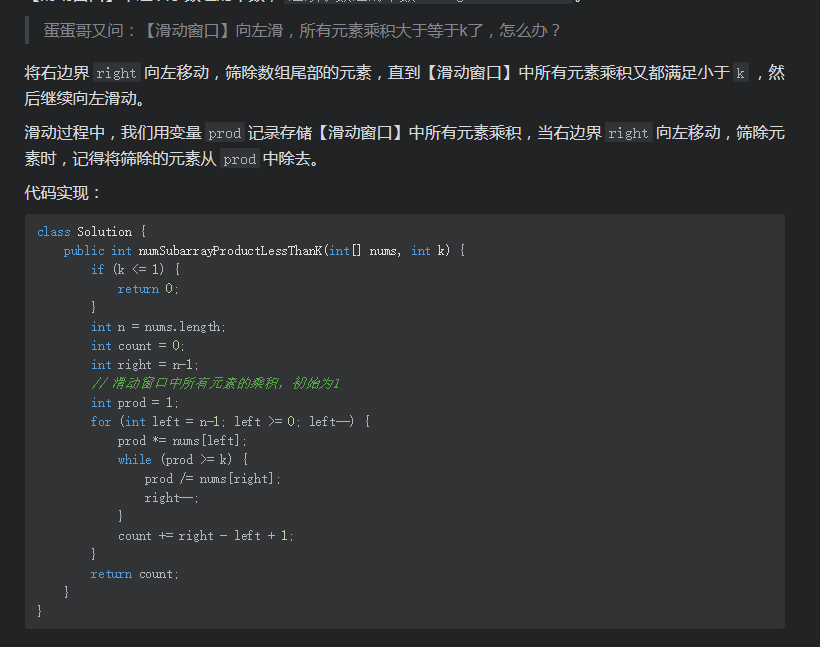 蛋蛋哥又问：【滑动窗口】向左滑，所有元素乘积大于等于k了，怎么办？
将右边界 right 向左移动，筛除数组尾部的元素，直到【滑动窗口】中所有元素乘积又都满足小于 k ，然
后继续向左滑动。
滑动过程中，我们用变量 prod 记录存储【滑动窗口】中所有元素乘积，当右边界 right 向左移动，筛除元
素时，记得将筛除的元素从 prod 中除去。
代码实现：
class Solution {
public int numSubarrayProductLessThanK(int[] nums, int k) {
if (k <= 1) {
return 0;
}
int n = nums.length;
int count = 0;
int right = n-1;
// 滑动窗口中所有元素的乘积，初始为1
int prod = 1;
for (int left = n-1; left >= 0; left--) {
prod *= nums[left];
while (prod >= k) {
prod /= nums[right];
right--;
}
count += right - left + 1;
}
return count;
}
}